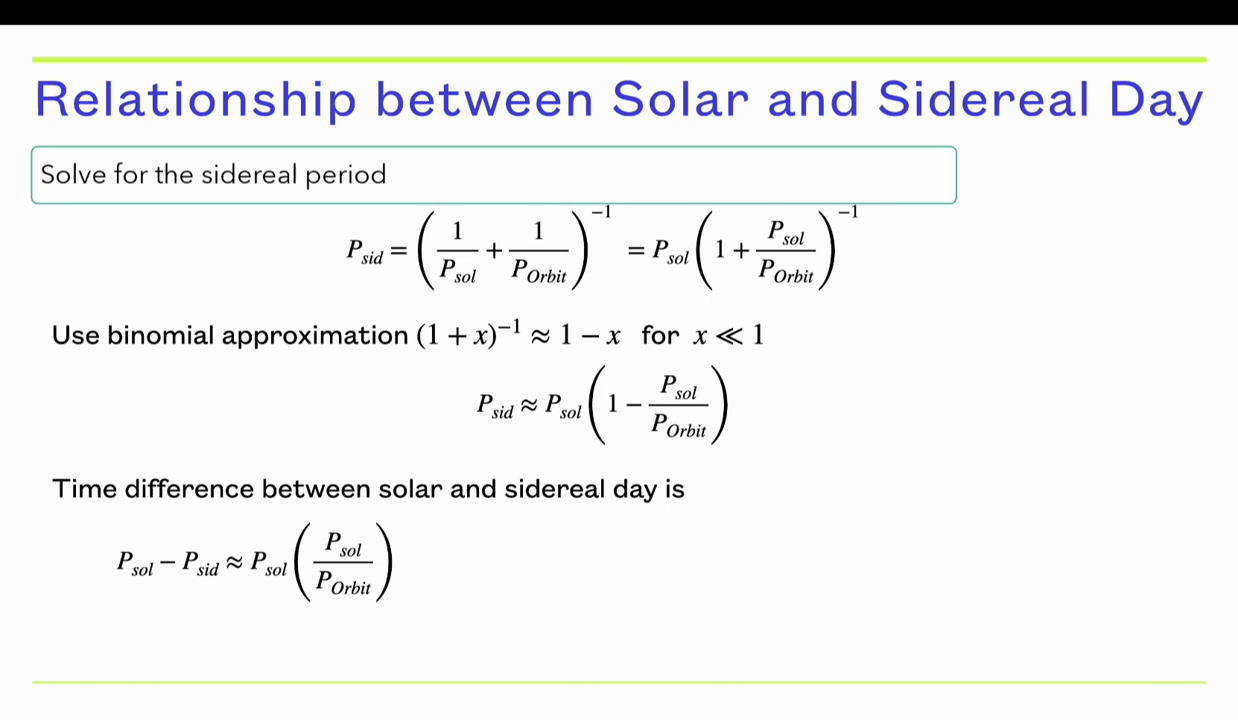 Relationship between Solar and Sidereal Day
Solve for the sidereal period
P_sid = (1/P_sol + 1/P_Orbit)^−1 = P_sol (1 + P_sol/P_Orbit)^−1
Use binomial approximation (1 + x)^−1 ≈ 1 − x for x ≪ 1
P_sid ≈ P_sol (1 − P_sol/P_Orbit)
Time difference between solar and sidereal day is
P_sol − P_sid ≈ P_sol (P_sol/P_Orbit)